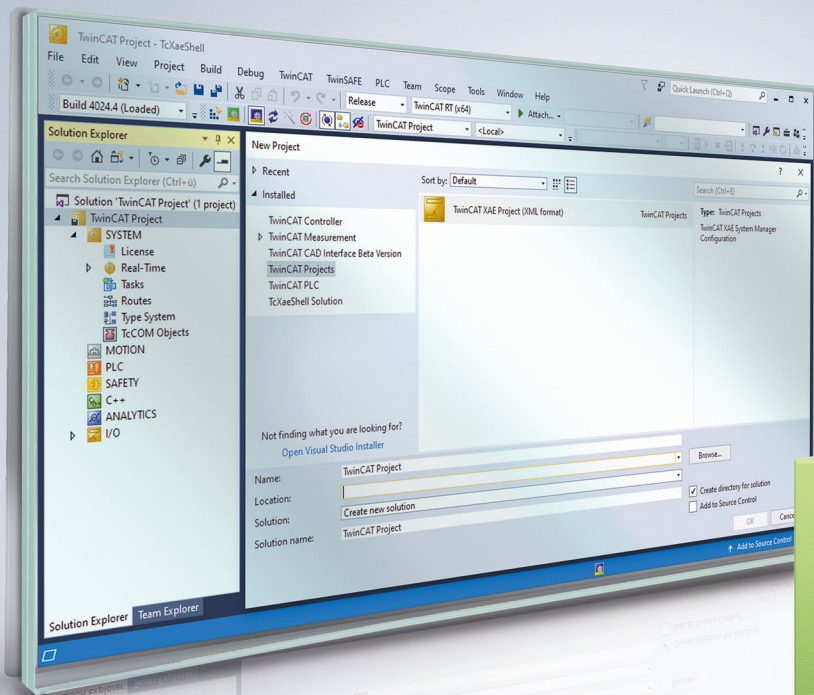 TwinCAT Project - TcXaeShell
Quick Launch (Ctrl+Q)
File Edit View Project Build Debug TwinCAT TwinSAFE PLC Team Scope Tools Window Help
Release TwinCAT RT (x64) Attach...
Build 4024.4 (Loaded) TwinCAT Project <Local>
Solution Explorer
Search Solution Explorer (Ctrl+ü)
Solution 'TwinCAT Project' (1 project)
TwinCAT Project
SYSTEM
License
Real-Time
Tasks
Routes
Type System
TcCOM Objects
MOTION
PLC
SAFETY
C++
ANALYTICS
I/O
Solution Explorer Team Explorer
New Project
Recent
Installed
TwinCAT Controller
TwinCAT Measurement
TwinCAT CAD Interface Beta Version
TwinCAT Projects
TwinCAT PLC
TcXaeShell Solution
Not finding what you are looking for?
Open Visual Studio Installer
Sort by: Default
Search (Ctrl+E)
TwinCAT XAE Project (XML format) TwinCAT Projects
Type: TwinCAT Projects
TwinCAT XAE System Manager
Configuration
Name: TwinCAT Project
Location:
Browse...
Solution: Create new solution
Solution name: TwinCAT Project
Create directory for solution
Add to Source Control
OK Cance
Add to Source Control